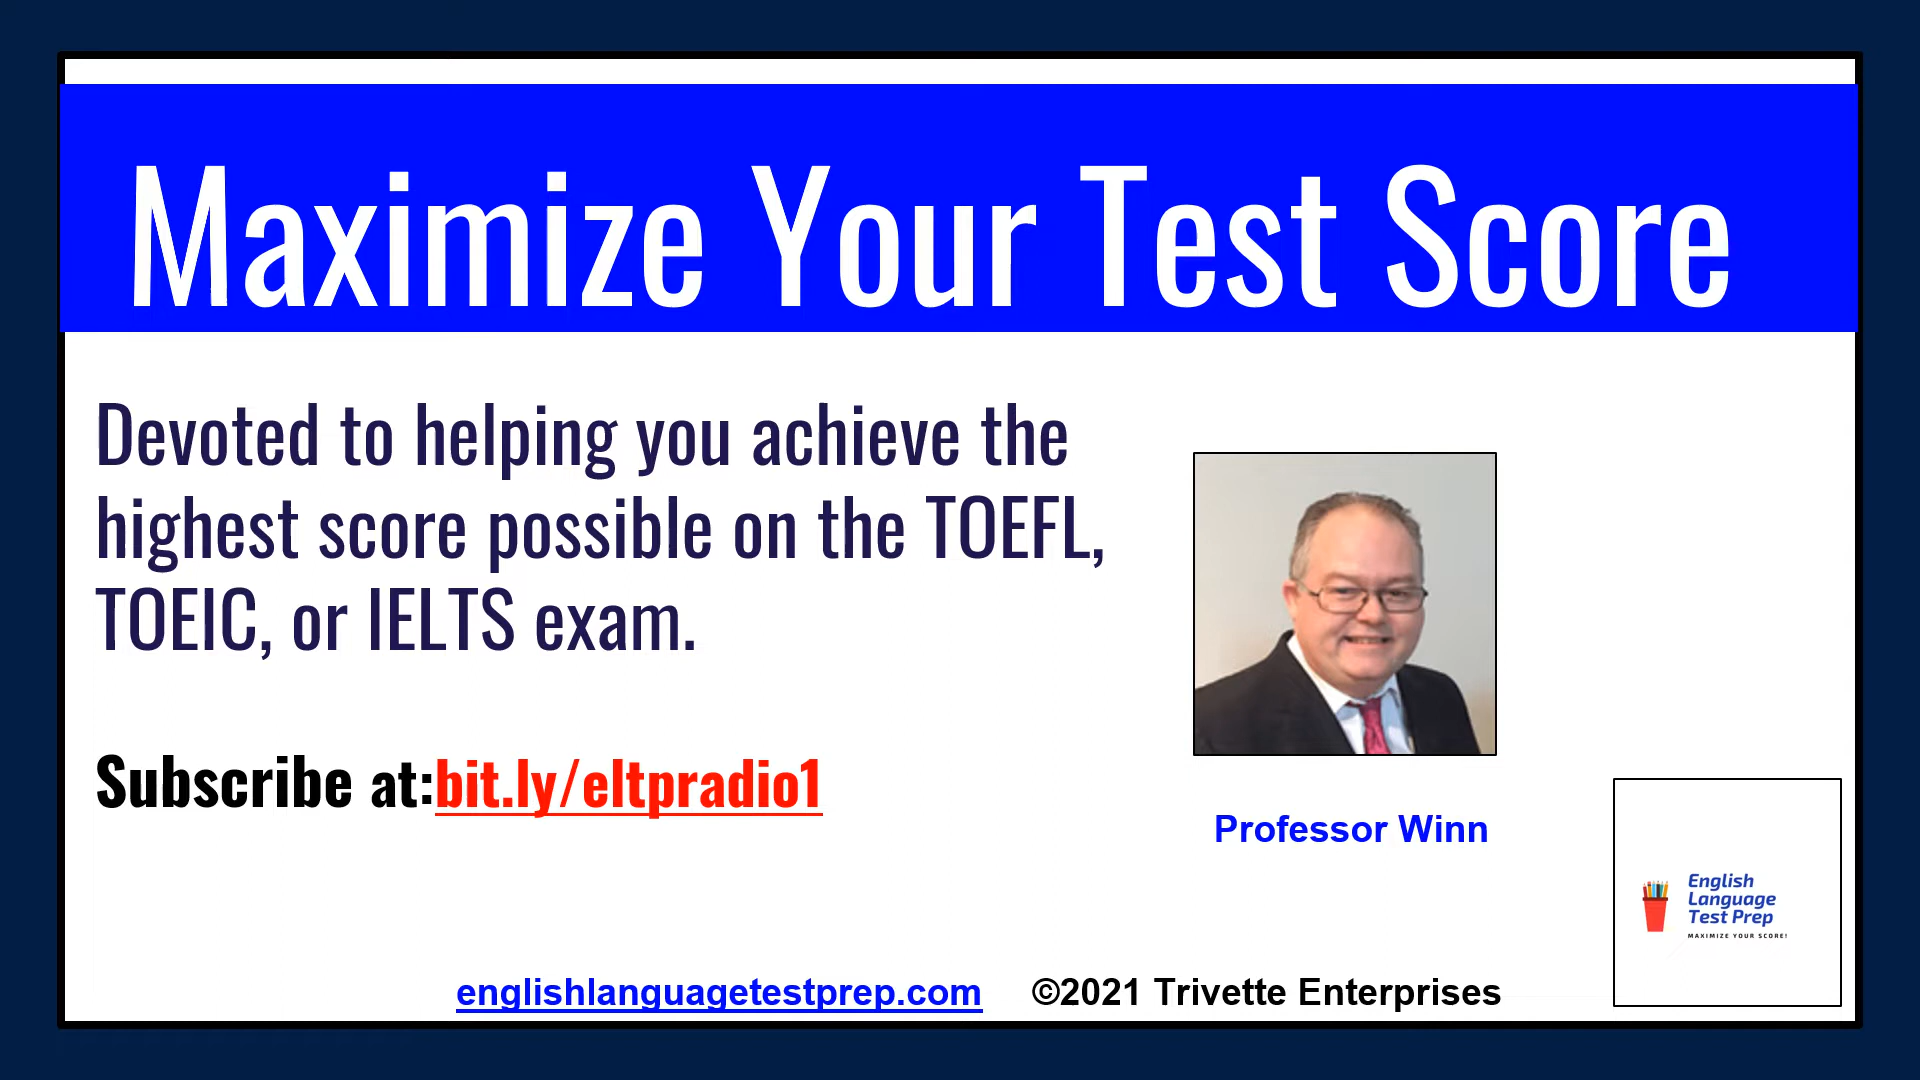 Maximize Your Test Score
Devoted to helping you achieve the
highest score possible on the TOEFL,
TOEIC, or IELTS exam.
Subscribe at:bit.ly/eltpradio1
Professor Winn
English
Language
Test Prep
MAXIMIZE YOUR SCORE!
englishlanguagetestprep.com ©2021 Trivette Enterprises